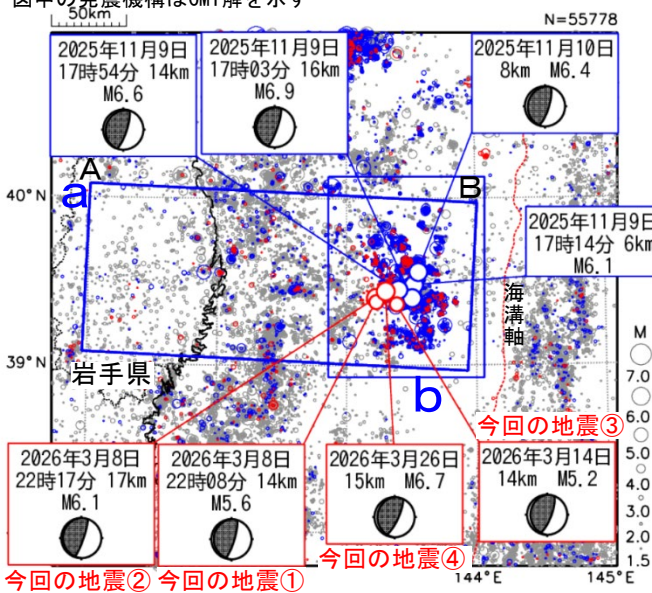 図中の発震機構はCMT解を示す
50km
N=55778
2025年11月9日
17時54分 14km
M6.6
2025年11月9日
17時03分 16km
M6.9
2025年11月10日
8km M6.4
A
a
40°N
B
2025年11月9日
17時14分 6km
M6.1
海溝軸
39°N
岩手県
b
M
7.0
6.0
5.0
4.0
3.0
2.0
1.5
今回の地震③
2026年3月8日
22時17分 17km
M6.1
2026年3月8日
22時08分 14km
M5.6
2026年3月26日
15km M6.7
2026年3月14日
14km M5.2
今回の地震④
今回の地震② 今回の地震①
144°E
145°E